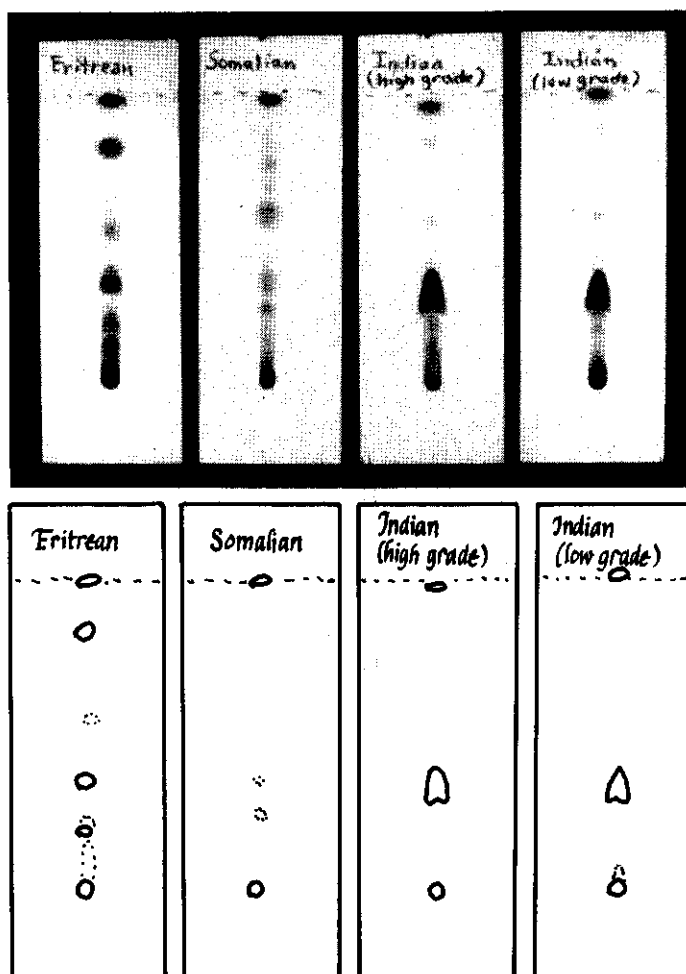 Eritrean
Somalian
Indian
(high grade)
Indian
(low grade)
Eritrean
Somalian
Indian
(high grade)
Indian
(low grade)